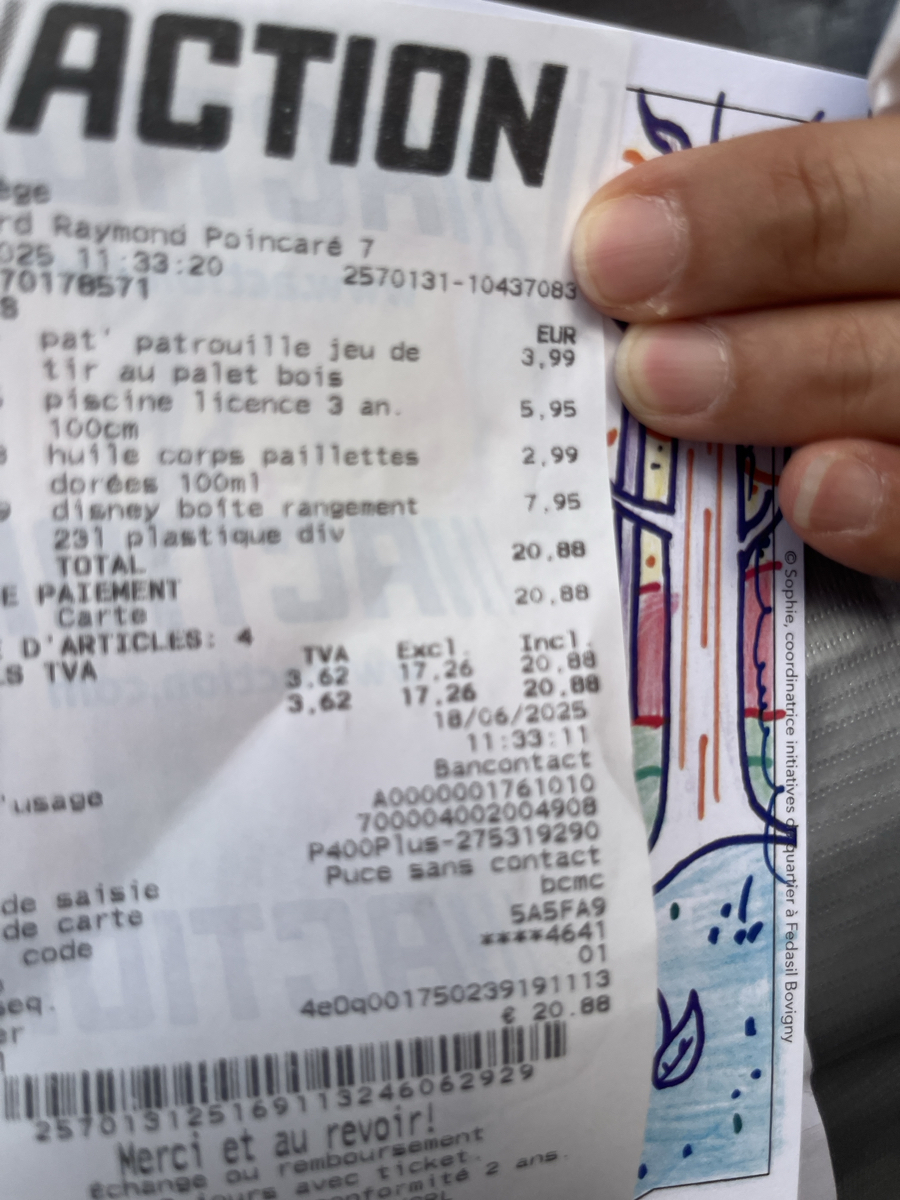 ACTION
ège
rd Raymond Poincaré 7
025 11:33:20
70178571 2570131-10437083
8
EUR
pat' patrouille jeu de 3,99
tir au palet bois
piscine licence 3 an. 5,95
100cm
huile corps paillettes 2,99
dorées 100ml
disney boîte rangement 7,95
23l plastique div
TOTAL 20,88
E PAIEMENT
Carte 20,88
E D'ARTICLES: 4
LS TVA TVA Excl. Incl.
3,62 17,26 20,88
3,62 17,26 20,88
18/06/2025
11:33:11
Bancontact
'usage A0000001761010
700004002004908
P400Plus-275319290
Puce sans contact
de saisie bcmc
de carte 5A5FA9
code ****4641
01
seq. 4e0q001750239191113
er € 20.88
257013125169113246062929
Merci et au revoir!
Échange ou remboursement
jours avec ticket.
conformité 2 ans.
© Sophie, coordinatrice initiatives de quartier à Fedasil Bovigny